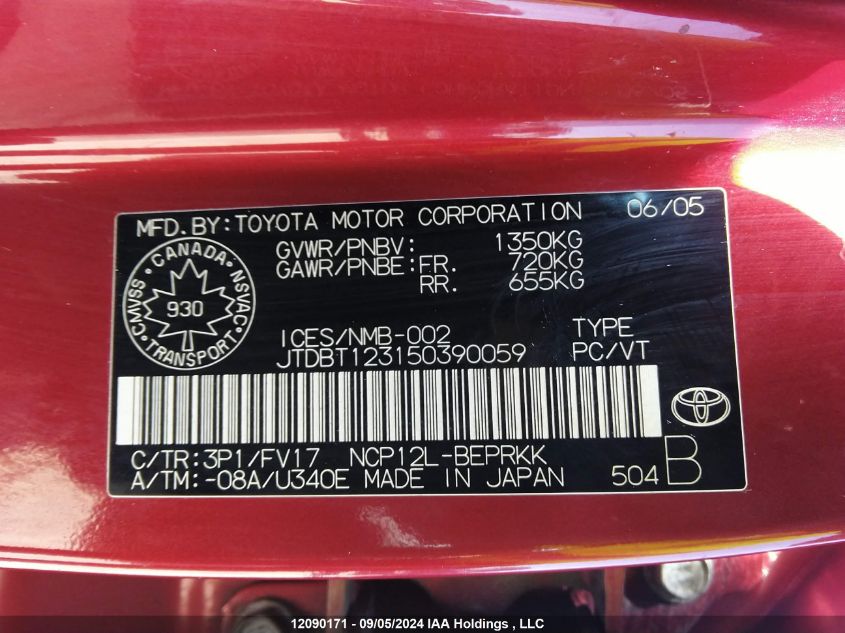 MFD.BY:TOYOTA MOTOR CORPORATION 06/05
GVWR/PNBV: 1350KG
GAWR/PNBE:FR. 720KG
RR. 655KG
CANADA
CMVSS NSVAC
930
TRANSPORT
ICES/NMB-002 TYPE
JTDBT123150390059 PC/VT
C/TR:3P1/FV17 NCP12L-BEPRKK
A/TM:-08A/U340E MADE IN JAPAN 504 B
12090171 - 09/05/2024 IAA Holdings , LLC